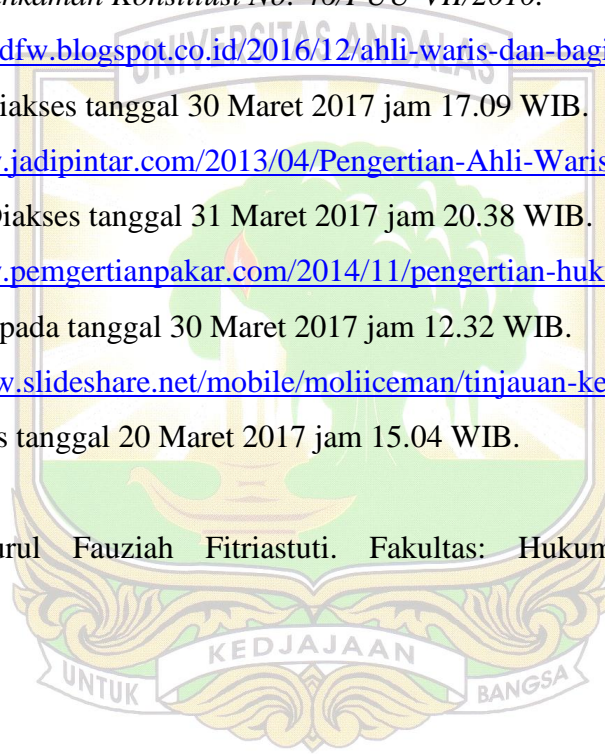 ahkamah Konstitusi No. 46/PUU-VII/2010.
UNIVERSITAS ANDALAS
dfw.blogspot.co.id/2016/12/ahli-waris-dan-bagi
iakses tanggal 30 Maret 2017 jam 17.09 WIB.
.jadipintar.com/2013/04/Pengertian-Ahli-Waris
Diakses tanggal 31 Maret 2017 jam 20.38 WIB.
.pemgertianpakar.com/2014/11/pengertian-huk
pada tanggal 30 Maret 2017 jam 12.32 WIB.
w.slideshare.net/mobile/moliiceman/tinjauan-ke
s tanggal 20 Maret 2017 jam 15.04 WIB.
urul Fauziah Fitriastuti. Fakultas: Hukum
UNTUK KEDJAJAAN BANGSA